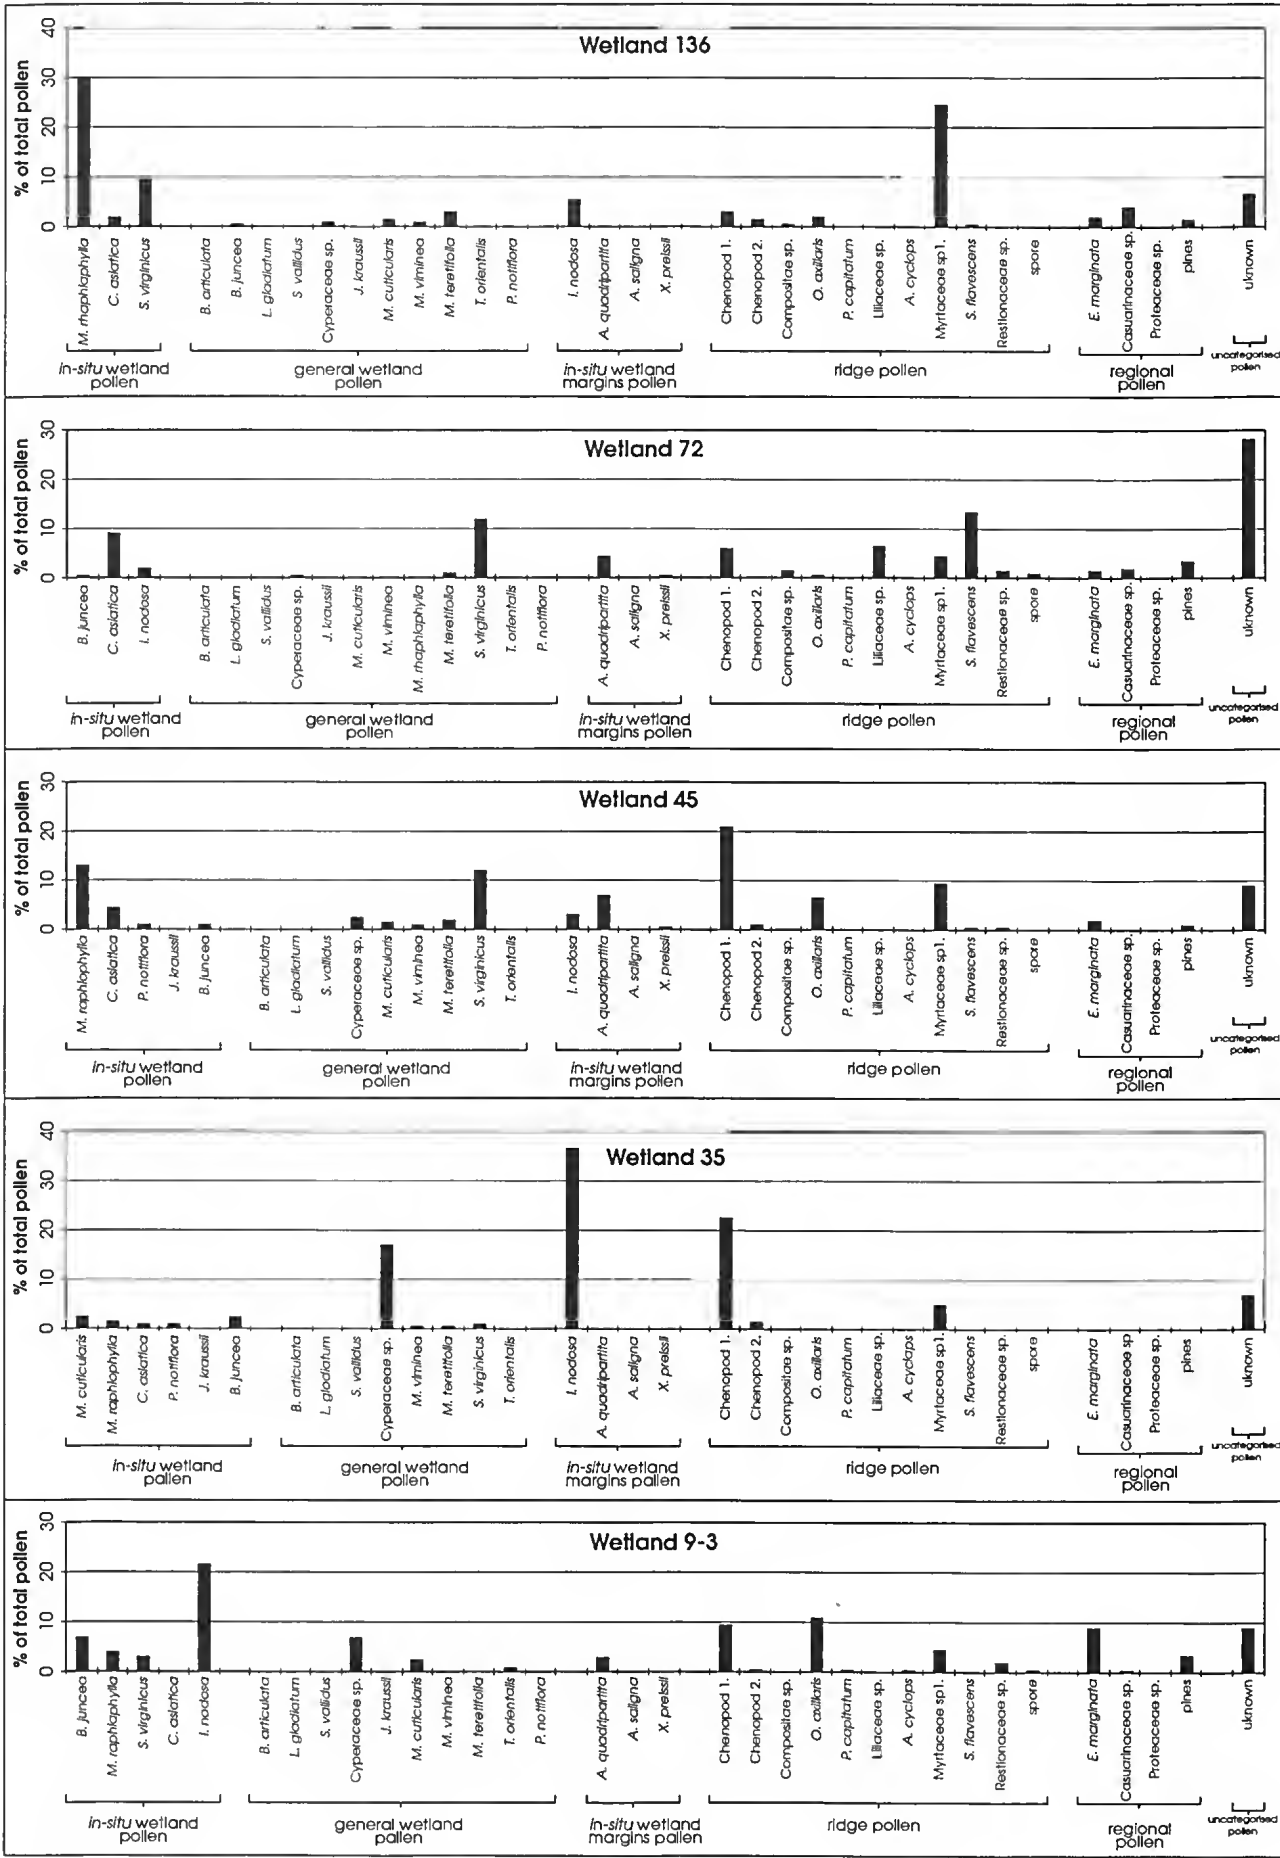 Wetland 136
% of total pollen
40
30
20
10
0
M. rhaphlophylla
C. asiatica
S. virginicus
B. articulata
B. juncea
L. gladiatum
S. vallidus
Cyperaceae sp.
J. kraussii
M. cuticularis
M. viminea
M. teretifolia
T. orientalis
P. notiflora
I. nodosa
A. quadripartita
A. saligna
X. preissii
Chenopod 1.
Chenopod 2.
Compositae sp.
O. axillaris
P. capitatum
Liliaceae sp.
A. cyclops
Myrtaceae sp1.
S. flavescens
Restionaceae sp.
spore
E. marginata
Casuarinaceae sp.
Proteaceae sp.
pines
uknown
in-situ wetland pollen
general wetland pollen
in-situ wetland margins pollen
ridge pollen
regional pollen
uncategorised pollen
Wetland 72
% of total pollen
30
20
10
0
B. juncea
C. asiatica
I. nodosa
B. articulata
L. gladiatum
S. vallidus
Cyperaceae sp.
J. kraussii
M. cuticularis
M. viminea
M. rhaphlophylla
M. teretifolia
S. virginicus
T. orientalis
P. notiflora
A. quadripartita
A. saligna
X. preissii
Chenopod 1.
Chenopod 2.
Compositae sp.
O. axillaris
P. capitatum
Liliaceae sp.
A. cyclops
Myrtaceae sp1.
S. flavescens
Restionaceae sp.
spore
E. marginata
Casuarinaceae sp.
Proteaceae sp.
pines
uknown
in-situ wetland pollen
general wetland pollen
in-situ wetland margins pollen
ridge pollen
regional pollen
uncategorised pollen
Wetland 45
% of total pollen
30
20
10
0
M. raphlophylla
C. asiatica
P. notiflora
J. kraussii
B. juncea
B. articulata
L. gladiatum
S. vallidus
Cyperaceae sp.
M. cuticularis
M. viminea
M. teretifolia
S. virginicus
T. orientalis
I. nodosa
A. quadripartita
A. saligna
X. preissii
Chenopod 1.
Chenopod 2.
Compositae sp.
O. axillaris
P. capitatum
Liliaceae sp.
A. cyclops
Myrtaceae sp1.
S. flavescens
Restionaceae sp.
spore
E. marginata
Casuarinaceae sp.
Proteaceae sp.
pines
uknown
in-situ wetland pollen
general wetland pollen
in-situ wetland margins pollen
ridge pollen
regional pollen
uncategorised pollen
Wetland 35
% of total pollen
40
30
20
10
0
M. cuticularis
M. raphlophylla
C. asiatica
P. notiflora
J. kraussii
B. juncea
B. articulata
L. gladiatum
S. vallidus
Cyperaceae sp.
M. viminea
M. teretifolia
S. virginicus
T. orientalis
I. nodosa
A. quadripartita
A. saligna
X. preissii
Chenopod 1.
Chenopod 2.
Compositae sp.
O. axillaris
P. capitatum
Liliaceae sp.
A. cyclops
Myrtaceae sp1.
S. flavescens
Restionaceae sp.
spore
E. marginata
Casuarinaceae sp
Proteaceae sp.
pines
uknown
in-situ wetland pollen
general wetland pollen
in-situ wetland margins pollen
ridge pollen
regional pollen
uncategorised pollen
Wetland 9-3
% of total pollen
30
20
10
0
B. juncea
M. raphlophylla
S. virginicus
C. asiatica
I. nodosa
B. articulata
L. gladiatum
S. vallidus
Cyperaceae sp.
J. kraussii
M. cuticularis
M. viminea
M. teretifolia
T. orientalis
P. notiflora
A. quadripartita
A. saligna
X. preissii
Chenopod 1.
Chenopod 2.
Compositae sp.
O. axillaris
P. capitatum
Liliaceae sp.
A. cyclops
Myrtaceae sp1.
S. flavescens
Restionaceae sp.
spore
E. marginata
Casuarinaceae sp.
Proteaceae sp.
pines
uknown
in-situ wetland pollen
general wetland pollen
in-situ wetland margins pollen
ridge pollen
regional pollen
uncategorised pollen